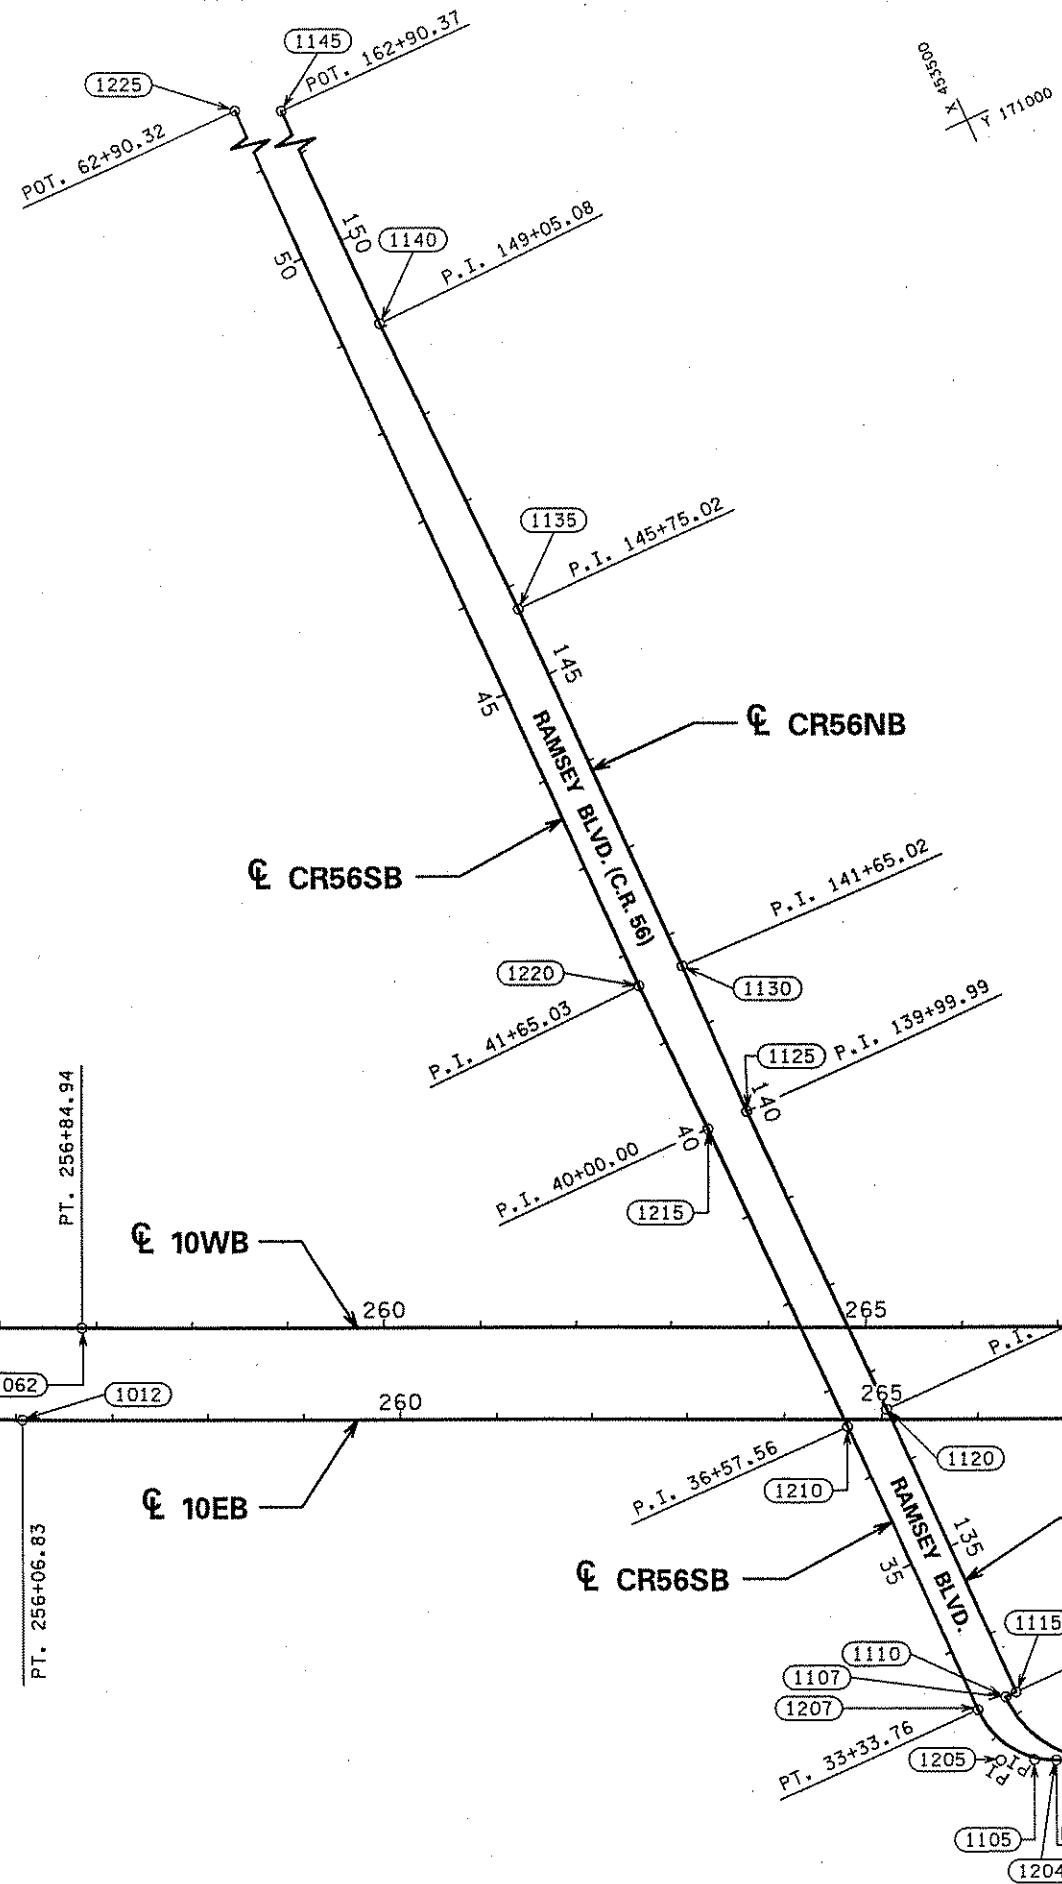 1145
POT. 162+90.37
1225
POT. 62+90.32
X 453500
Y 171000
150
1140
P.I. 149+05.08
50
1135
P.I. 145+75.02
145
45
℄ CR56NB
RAMSEY BLVD. (C.R. 56)
℄ CR56SB
P.I. 141+65.02
1220
1130
P.I. 41+65.03
P.I. 139+99.99
1125
140
40
PT. 256+84.94
P.I. 40+00.00
1215
℄ 10WB
260
265
P.I.
062
1012
260
265
1120
P.I. 36+57.56
1210
℄ 10EB
RAMSEY BLVD.
135
35
℄ CR56SB
PT. 256+06.83
1115
1110
1107
1207
PT. 33+33.76
1205
PI
PI
1105
1204